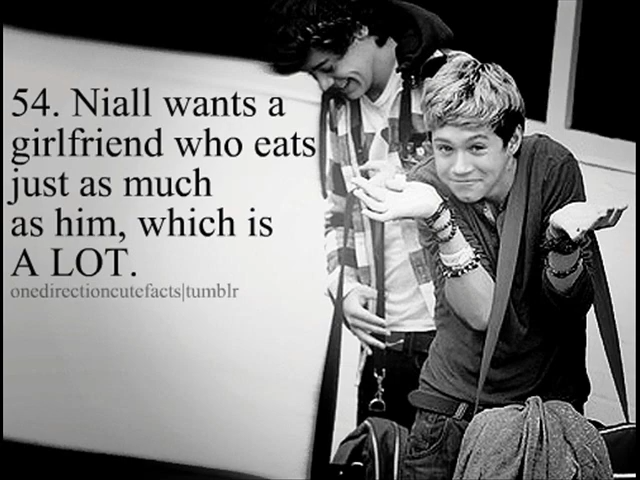 54. Niall wants a
girlfriend who eats
just as much
as him, which is
A LOT.
onedirectioncutefacts|tumblr